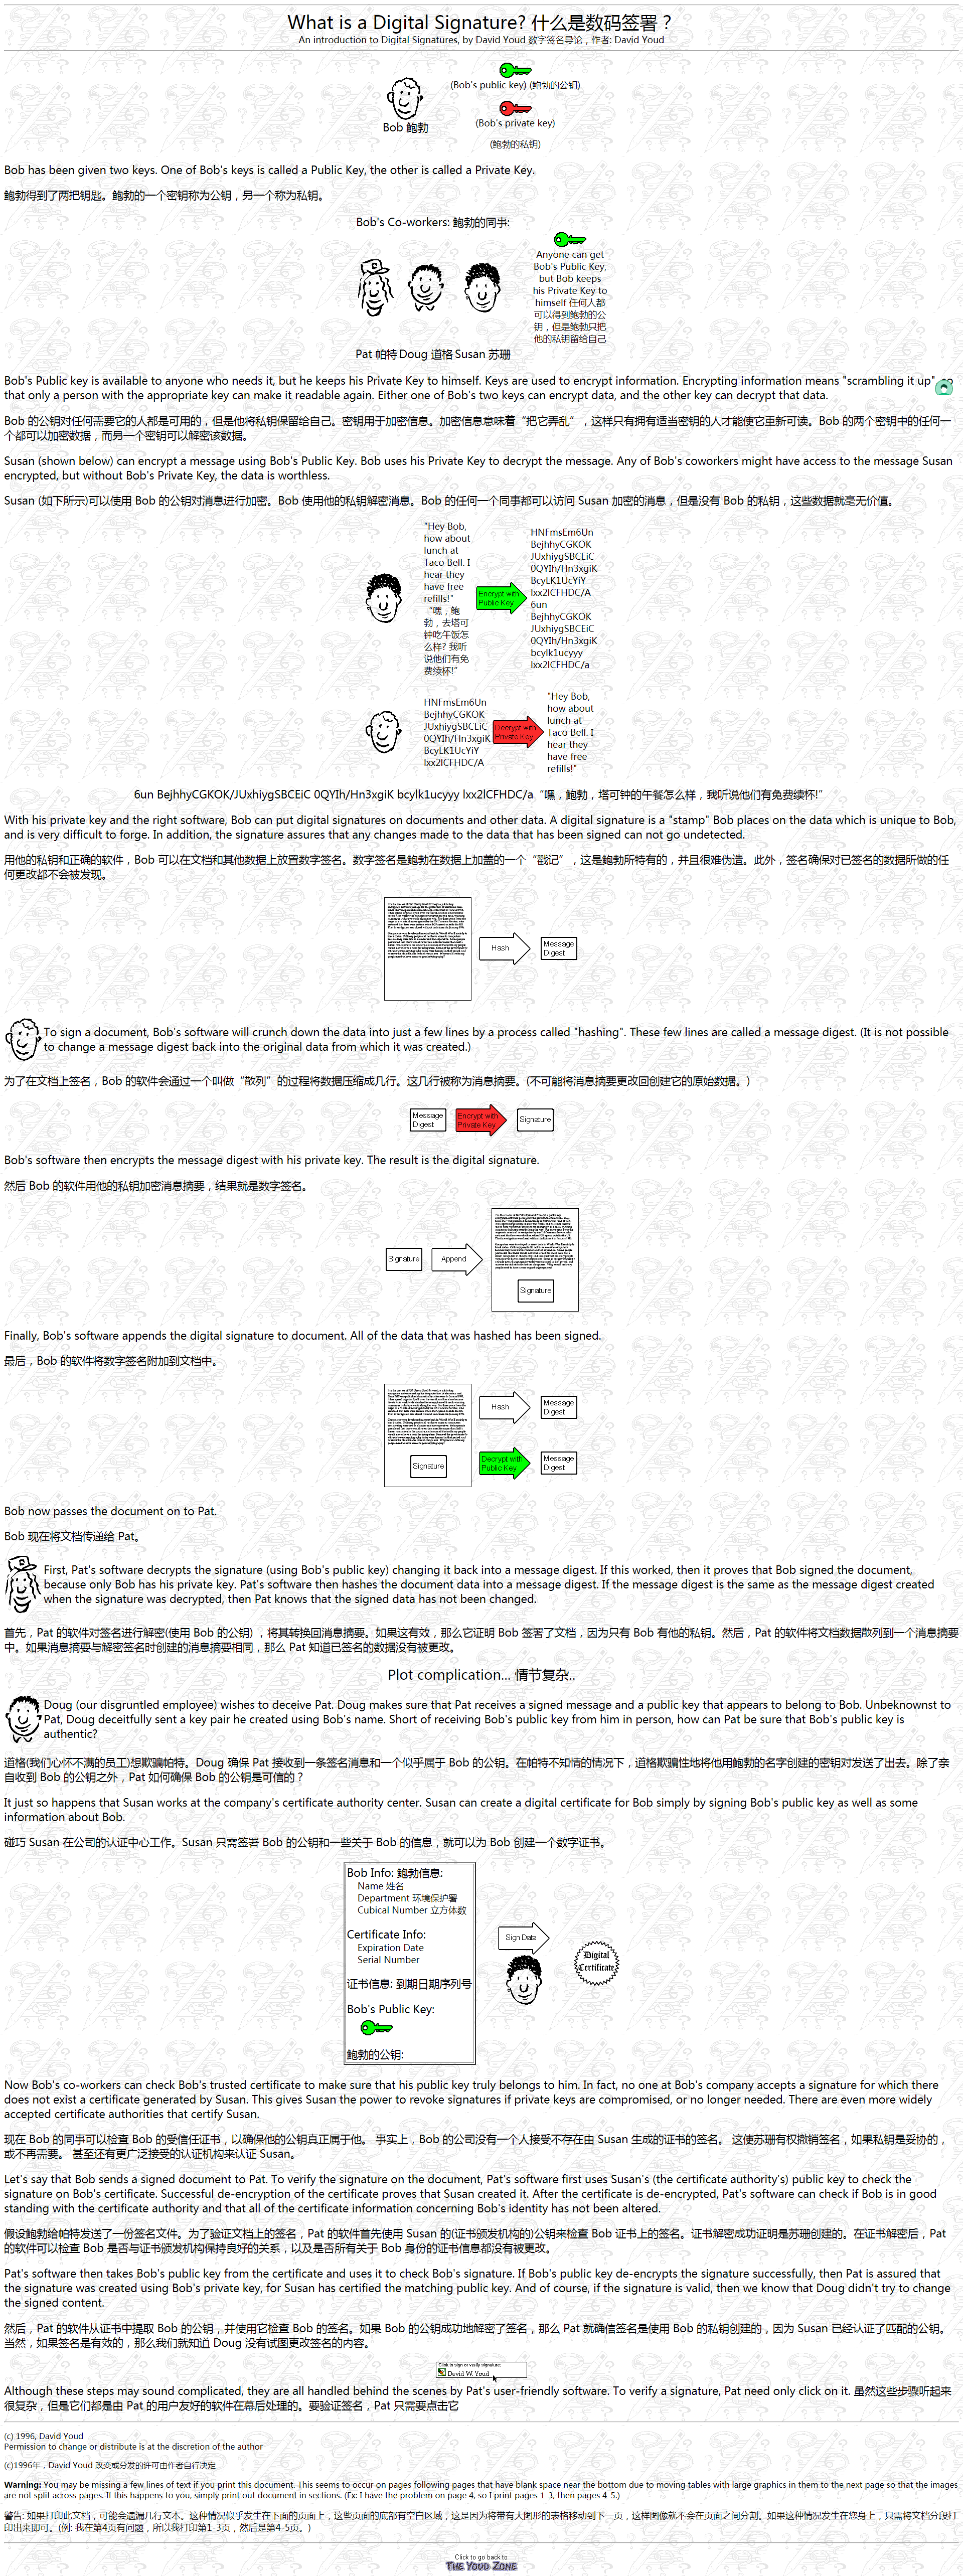 What is a Digital Signature? 什么是数码签署？
An introduction to Digital Signatures, by David Youd 数字签名导论，作者: David Youd
(Bob's public key) (鲍勃的公钥)
(Bob's private key)
(鲍勃的私钥)
Bob 鲍勃
Bob has been given two keys. One of Bob's keys is called a Public Key, the other is called a Private Key.
鲍勃得到了两把钥匙。鲍勃的一个密钥称为公钥，另一个称为私钥。
Bob's Co-workers: 鲍勃的同事:
Anyone can get
Bob's Public Key,
but Bob keeps
his Private Key to
himself 任何人都
可以得到鲍勃的公
钥，但是鲍勃只把
他的私钥留给自己
Pat 帕特 Doug 道格 Susan 苏珊
Bob's Public key is available to anyone who needs it, but he keeps his Private Key to himself. Keys are used to encrypt information. Encrypting information means "scrambling it up",
that only a person with the appropriate key can make it readable again. Either one of Bob's two keys can encrypt data, and the other key can decrypt that data.
Bob 的公钥对任何需要它的人都是可用的，但是他将私钥保留给自己。密钥用于加密信息。加密信息意味着“把它弄乱”，这样只有拥有适当密钥的人才能使它重新可读。Bob 的两个密钥中的任何一
个都可以加密数据，而另一个密钥可以解密该数据。
Susan (shown below) can encrypt a message using Bob's Public Key. Bob uses his Private Key to decrypt the message. Any of Bob's coworkers might have access to the message Susan
encrypted, but without Bob's Private Key, the data is worthless.
Susan (如下所示)可以使用 Bob 的公钥对消息进行加密。Bob 使用他的私钥解密消息。Bob 的任何一个同事都可以访问 Susan 加密的消息，但是没有 Bob 的私钥，这些数据就毫无价值。
"Hey Bob,
how about
lunch at
Taco Bell. I
hear they
have free
refills!"
“嘿，鲍
勃，去塔可
钟吃午饭怎
么样? 我听
说他们有免
费续杯!”
Encrypt with
Public Key
HNFmsEm6Un
BejhhyCGKOK
JUxhiygSBCEiC
0QYIh/Hn3xgiK
BcyLK1UcYiY
lxx2lCFHDC/A
6un
BejhhyCGKOK
JUxhiygSBCEiC
0QYIh/Hn3xgiK
bcylk1ucyyy
lxx2lCFHDC/a
HNFmsEm6Un
BejhhyCGKOK
JUxhiygSBCEiC
0QYIh/Hn3xgiK
BcyLK1UcYiY
lxx2lCFHDC/A
Decrypt with
Private Key
"Hey Bob,
how about
lunch at
Taco Bell. I
hear they
have free
refills!"
6un BejhhyCGKOK/JUxhiygSBCEiC 0QYIh/Hn3xgiK bcylk1ucyyy lxx2lCFHDC/a“嘿，鲍勃，塔可钟的午餐怎么样，我听说他们有免费续杯!”
With his private key and the right software, Bob can put digital signatures on documents and other data. A digital signature is a "stamp" Bob places on the data which is unique to Bob,
and is very difficult to forge. In addition, the signature assures that any changes made to the data that has been signed can not go undetected.
用他的私钥和正确的软件，Bob 可以在文档和其他数据上放置数字签名。数字签名是鲍勃在数据上加盖的一个“戳记”，这是鲍勃所特有的，并且很难伪造。此外，签名确保对已签名的数据所做的任
何更改都不会被发现。
Hash
Message
Digest
To sign a document, Bob's software will crunch down the data into just a few lines by a process called "hashing". These few lines are called a message digest. (It is not possible
to change a message digest back into the original data from which it was created.)
为了在文档上签名，Bob 的软件会通过一个叫做“散列”的过程将数据压缩成几行。这几行被称为消息摘要。(不可能将消息摘要更改回创建它的原始数据。)
Message
Digest
Encrypt with
Private Key
Signature
Bob's software then encrypts the message digest with his private key. The result is the digital signature.
然后 Bob 的软件用他的私钥加密消息摘要，结果就是数字签名。
Signature
Append
Signature
Finally, Bob's software appends the digital signature to document. All of the data that was hashed has been signed.
最后，Bob 的软件将数字签名附加到文档中。
Hash
Message
Digest
Signature
Decrypt with
Public Key
Message
Digest
Bob now passes the document on to Pat.
Bob 现在将文档传递给 Pat。
First, Pat's software decrypts the signature (using Bob's public key) changing it back into a message digest. If this worked, then it proves that Bob signed the document,
because only Bob has his private key. Pat's software then hashes the document data into a message digest. If the message digest is the same as the message digest created
when the signature was decrypted, then Pat knows that the signed data has not been changed.
首先，Pat 的软件对签名进行解密(使用 Bob 的公钥) ，将其转换回消息摘要。如果这有效，那么它证明 Bob 签署了文档，因为只有 Bob 有他的私钥。然后，Pat 的软件将文档数据散列到一个消息摘要
中。如果消息摘要与解密签名时创建的消息摘要相同，那么 Pat 知道已签名的数据没有被更改。
Plot complication... 情节复杂..
Doug (our disgruntled employee) wishes to deceive Pat. Doug makes sure that Pat receives a signed message and a public key that appears to belong to Bob. Unbeknownst to
Pat, Doug deceitfully sent a key pair he created using Bob's name. Short of receiving Bob's public key from him in person, how can Pat be sure that Bob's public key is
authentic?
道格(我们心怀不满的员工)想欺骗帕特。Doug 确保 Pat 接收到一条签名消息和一个似乎属于 Bob 的公钥。在帕特不知情的情况下，道格欺骗性地将他用鲍勃的名字创建的密钥对发送了出去。除了亲
自收到 Bob 的公钥之外，Pat 如何确保 Bob 的公钥是可信的？
It just so happens that Susan works at the company's certificate authority center. Susan can create a digital certificate for Bob simply by signing Bob's public key as well as some
information about Bob.
碰巧 Susan 在公司的认证中心工作。Susan 只需签署 Bob 的公钥和一些关于 Bob 的信息，就可以为 Bob 创建一个数字证书。
Bob Info: 鲍勃信息:
Name 姓名
Department 环境保护署
Cubical Number 立方体数
Certificate Info:
Expiration Date
Serial Number
证书信息: 到期日期序列号
Bob's Public Key:
鲍勃的公钥:
Sign Data
Digital
Certificate
Now Bob's co-workers can check Bob's trusted certificate to make sure that his public key truly belongs to him. In fact, no one at Bob's company accepts a signature for which there
does not exist a certificate generated by Susan. This gives Susan the power to revoke signatures if private keys are compromised, or no longer needed. There are even more widely
accepted certificate authorities that certify Susan.
现在 Bob 的同事可以检查 Bob 的受信任证书，以确保他的公钥真正属于他。 事实上，Bob 的公司没有一个人接受不存在由 Susan 生成的证书的签名。 这使苏珊有权撤销签名，如果私钥是妥协的，
或不再需要。 甚至还有更广泛接受的认证机构来认证 Susan。
Let's say that Bob sends a signed document to Pat. To verify the signature on the document, Pat's software first uses Susan's (the certificate authority's) public key to check the
signature on Bob's certificate. Successful de-encryption of the certificate proves that Susan created it. After the certificate is de-encrypted, Pat's software can check if Bob is in good
standing with the certificate authority and that all of the certificate information concerning Bob's identity has not been altered.
假设鲍勃给帕特发送了一份签名文件。为了验证文档上的签名，Pat 的软件首先使用 Susan 的(证书颁发机构的)公钥来检查 Bob 证书上的签名。证书解密成功证明是苏珊创建的。在证书解密后，Pat
的软件可以检查 Bob 是否与证书颁发机构保持良好的关系，以及是否所有关于 Bob 身份的证书信息都没有被更改。
Pat's software then takes Bob's public key from the certificate and uses it to check Bob's signature. If Bob's public key de-encrypts the signature successfully, then Pat is assured that
the signature was created using Bob's private key, for Susan has certified the matching public key. And of course, if the signature is valid, then we know that Doug didn't try to change
the signed content.
然后，Pat 的软件从证书中提取 Bob 的公钥，并使用它检查 Bob 的签名。如果 Bob 的公钥成功地解密了签名，那么 Pat 就确信签名是使用 Bob 的私钥创建的，因为 Susan 已经认证了匹配的公钥。
当然，如果签名是有效的，那么我们就知道 Doug 没有试图更改签名的内容。
Click to sign or verify signature:
David W. Youd
Although these steps may sound complicated, they are all handled behind the scenes by Pat's user-friendly software. To verify a signature, Pat need only click on it. 虽然这些步骤听起来
很复杂，但是它们都是由 Pat 的用户友好的软件在幕后处理的。要验证签名，Pat 只需要点击它
(c) 1996, David Youd
Permission to change or distribute is at the discretion of the author
(c)1996年，David Youd 改变或分发的许可由作者自行决定
Warning: You may be missing a few lines of text if you print this document. This seems to occur on pages following pages that have blank space near the bottom due to moving tables with large graphics in them to the next page so that the images
are not split across pages. If this happens to you, simply print out document in sections. (Ex: I have the problem on page 4, so I print pages 1-3, then pages 4-5.)
警告: 如果打印此文档，可能会遗漏几行文本。这种情况似乎发生在下面的页面上，这些页面的底部有空白区域，这是因为将带有大图形的表格移动到下一页，这样图像就不会在页面之间分割。如果这种情况发生在您身上，只需将文档分段打
印出来即可。(例: 我在第4页有问题，所以我打印第1-3页，然后是第4-5页。)
Click to go back to
THE YOUD ZONE